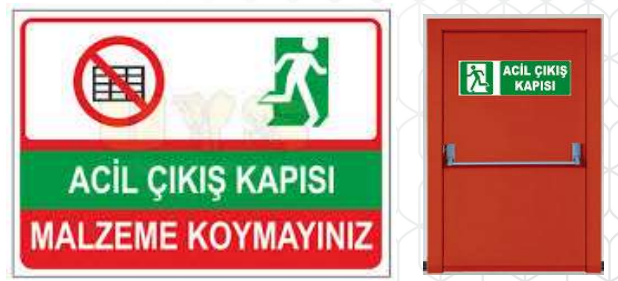 ACİL ÇIKIŞ KAPISI
MALZEME KOYMAYINIZ
ACİL ÇIKIŞ
KAPISI